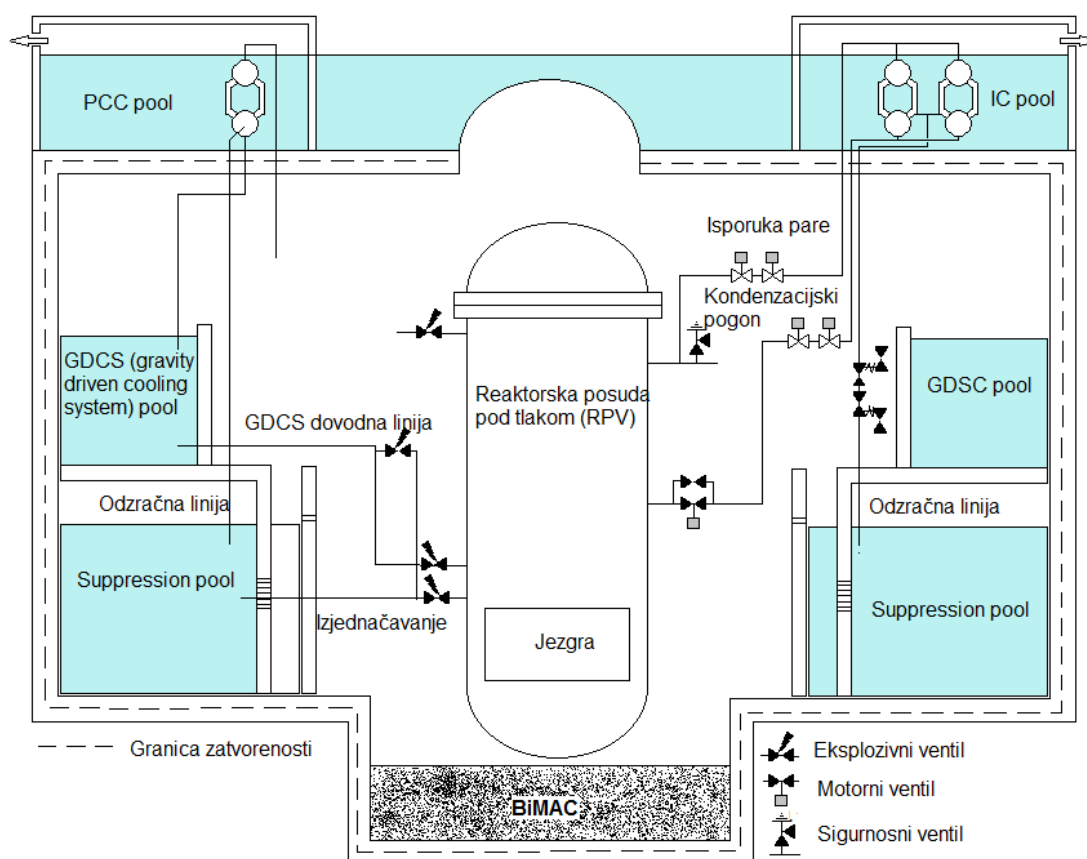 PCC pool
IC pool
Isporuka pare
Kondenzacijski
pogon
GDCS (gravity
driven cooling
system) pool
Reaktorska posuda
pod tlakom (RPV)
GDSC pool
GDCS dovodna linija
Odzračna linija
Odzračna linija
Suppression pool
Suppression pool
Izjednačavanje
Jezgra
Granica zatvorenosti
Eksplozivni ventil
Motorni ventil
BiMAC
Sigurnosni ventil